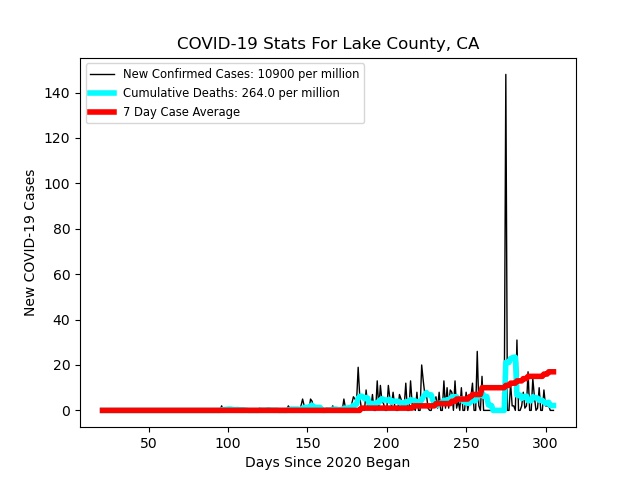 COVID-19 Stats For Lake County, CA
New Confirmed Cases: 10900 per million
Cumulative Deaths: 264.0 per million
7 Day Case Average
New COVID-19 Cases
140
120
100
80
60
40
20
0
50 100 150 200 250 300
Days Since 2020 Began